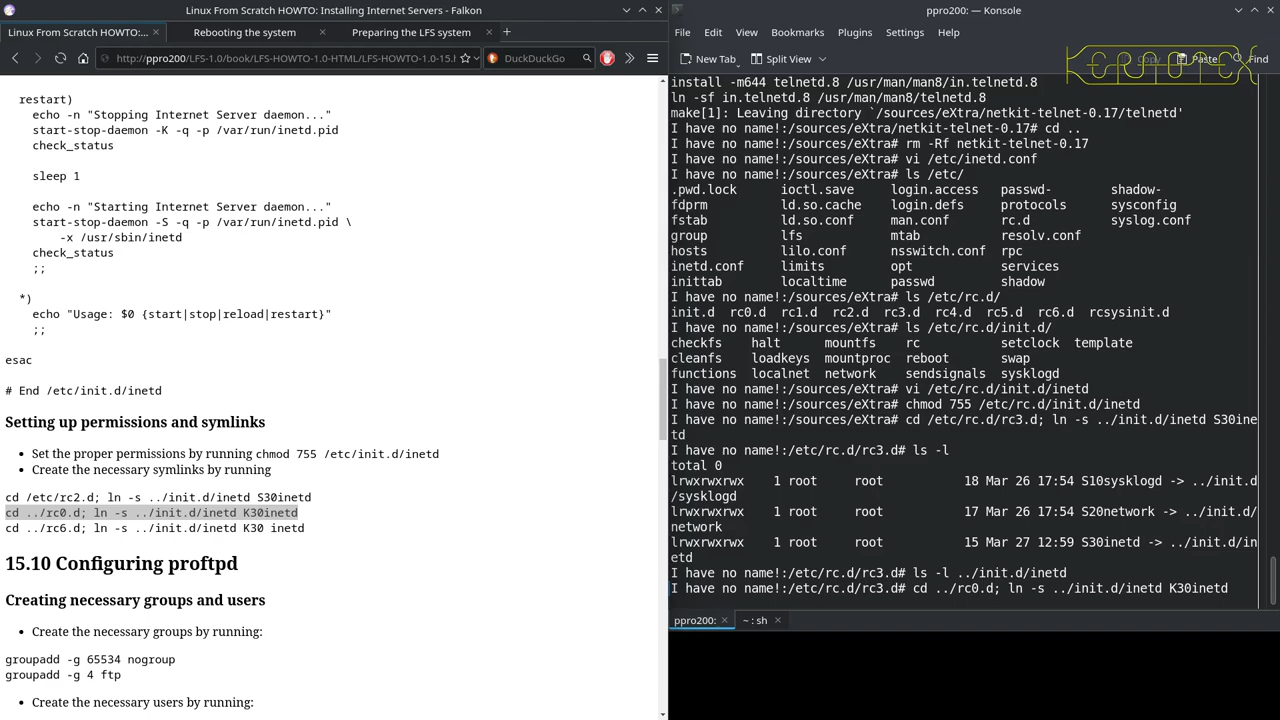 Linux From Scratch HOWTO: Installing Internet Servers - Falkon
Linux From Scratch HOWTO:...
Rebooting the system
Preparing the LFS system
http://ppro200/LFS-1.0/book/LFS-HOWTO-1.0-HTML/LFS-HOWTO-1.0-15.l
DuckDuckGo
restart)
echo -n "Stopping Internet Server daemon..."
start-stop-daemon -K -q -p /var/run/inetd.pid
check_status
sleep 1
echo -n "Starting Internet Server daemon..."
start-stop-daemon -S -q -p /var/run/inetd.pid \
-x /usr/sbin/inetd
check_status
;;
*)
echo "Usage: $0 {start|stop|reload|restart}"
;;
esac
# End /etc/init.d/inetd
Setting up permissions and symlinks
• Set the proper permissions by running chmod 755 /etc/init.d/inetd
• Create the necessary symlinks by running
cd /etc/rc2.d; ln -s ../init.d/inetd S30inetd
cd ../rc0.d; ln -s ../init.d/inetd K30inetd
cd ../rc6.d; ln -s ../init.d/inetd K30 inetd
15.10 Configuring proftpd
Creating necessary groups and users
• Create the necessary groups by running:
groupadd -g 65534 nogroup
groupadd -g 4 ftp
• Create the necessary users by running:
ppro200: — Konsole
File Edit View Bookmarks Plugins Settings Help
New Tab Split View Copy Paste Find
install -m644 telnetd.8 /usr/man/man8/in.telnetd.8
ln -sf in.telnetd.8 /usr/man/man8/telnetd.8
make[1]: Leaving directory `/sources/eXtra/netkit-telnet-0.17/telnetd'
I have no name!:/sources/eXtra/netkit-telnet-0.17# cd ..
I have no name!:/sources/eXtra# rm -Rf netkit-telnet-0.17
I have no name!:/sources/eXtra# vi /etc/inetd.conf
I have no name!:/sources/eXtra# ls /etc/
.pwd.lock ioctl.save login.access passwd- shadow-
fdprm ld.so.cache login.defs protocols sysconfig
fstab ld.so.conf man.conf rc.d syslog.conf
group lfs mtab resolv.conf
hosts lilo.conf nsswitch.conf rpc
inetd.conf limits opt services
inittab localtime passwd shadow
I have no name!:/sources/eXtra# ls /etc/rc.d/
init.d rc0.d rc1.d rc2.d rc3.d rc4.d rc5.d rc6.d rcsysinit.d
I have no name!:/sources/eXtra# ls /etc/rc.d/init.d/
checkfs halt mountfs rc setclock template
cleanfs loadkeys mountproc reboot swap
functions localnet network sendsignals sysklogd
I have no name!:/sources/eXtra# vi /etc/rc.d/init.d/inetd
I have no name!:/sources/eXtra# chmod 755 /etc/rc.d/init.d/inetd
I have no name!:/sources/eXtra# cd /etc/rc.d/rc3.d; ln -s ../init.d/inetd S30ine
td
I have no name!:/etc/rc.d/rc3.d# ls -l
total 0
lrwxrwxrwx 1 root root 18 Mar 26 17:54 S10sysklogd -> ../init.d
/sysklogd
lrwxrwxrwx 1 root root 17 Mar 26 17:54 S20network -> ../init.d/
network
lrwxrwxrwx 1 root root 15 Mar 27 12:59 S30inetd -> ../init.d/in
etd
I have no name!:/etc/rc.d/rc3.d# ls -l ../init.d/inetd
I have no name!:/etc/rc.d/rc3.d# cd ../rc0.d; ln -s ../init.d/inetd K30inetd
ppro200:
~ : sh